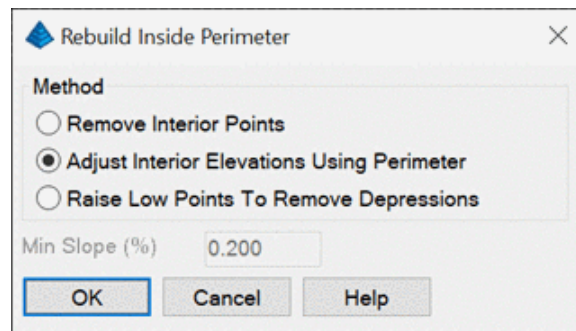 Rebuild Inside Perimeter
Method
Remove Interior Points
Adjust Interior Elevations Using Perimeter
Raise Low Points To Remove Depressions
Min Slope (%) 0.200
OK Cancel Help